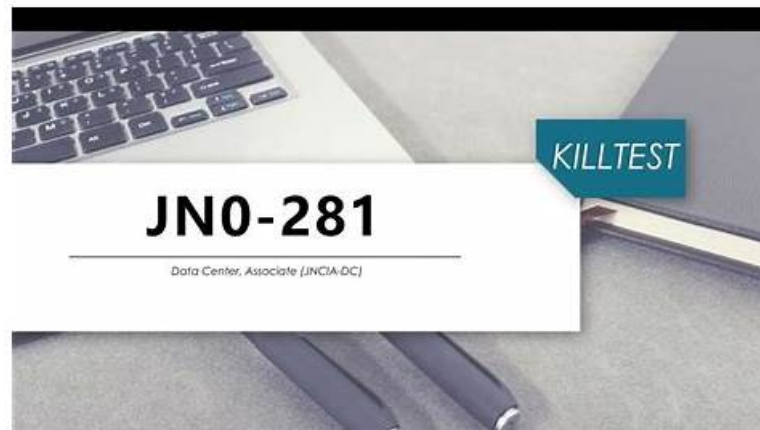 KILLTEST
JN0-281
Data Center, Associate (JNCIA-DC)